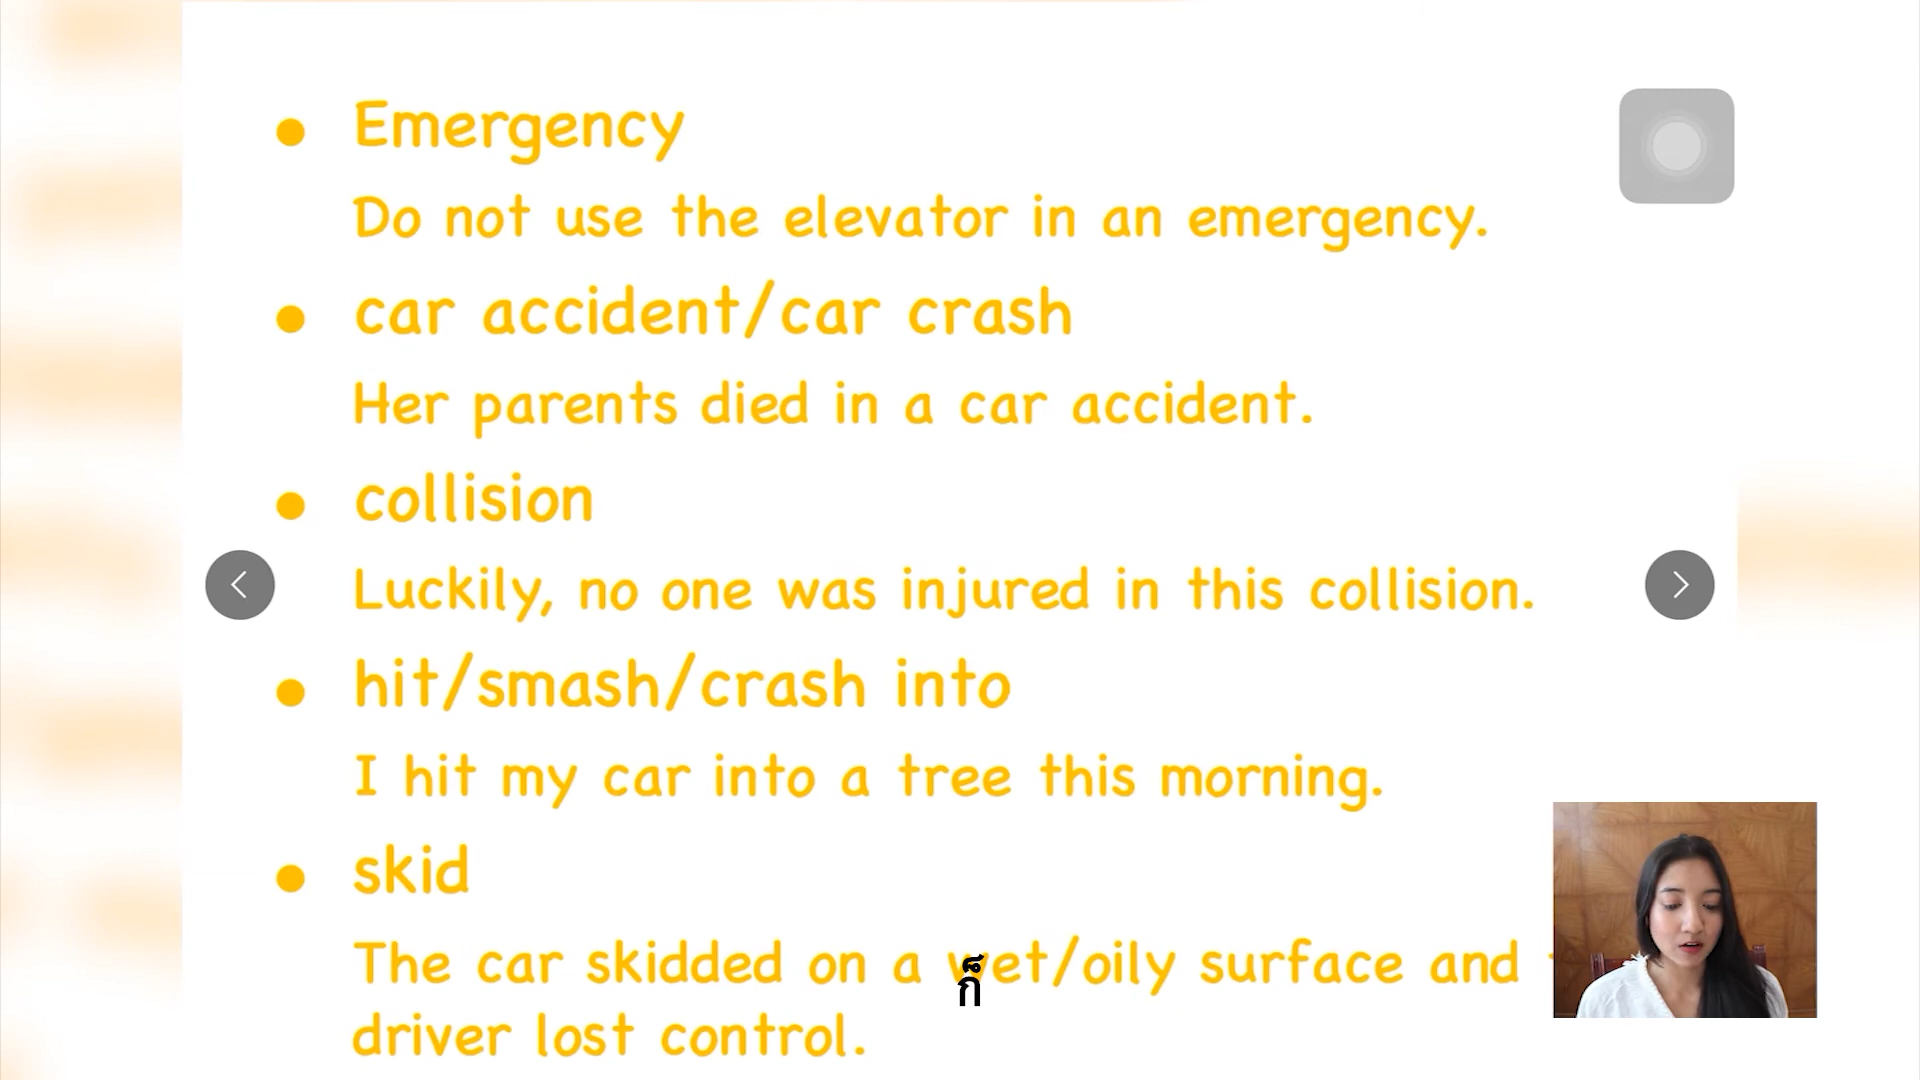 Emergency
Do not use the elevator in an emergency.
car accident/car crash
Her parents died in a car accident.
collision
Luckily, no one was injured in this collision.
hit/smash/crash into
I hit my car into a tree this morning.
skid
The car skidded on a wet/oily surface and
driver lost control.
ก็